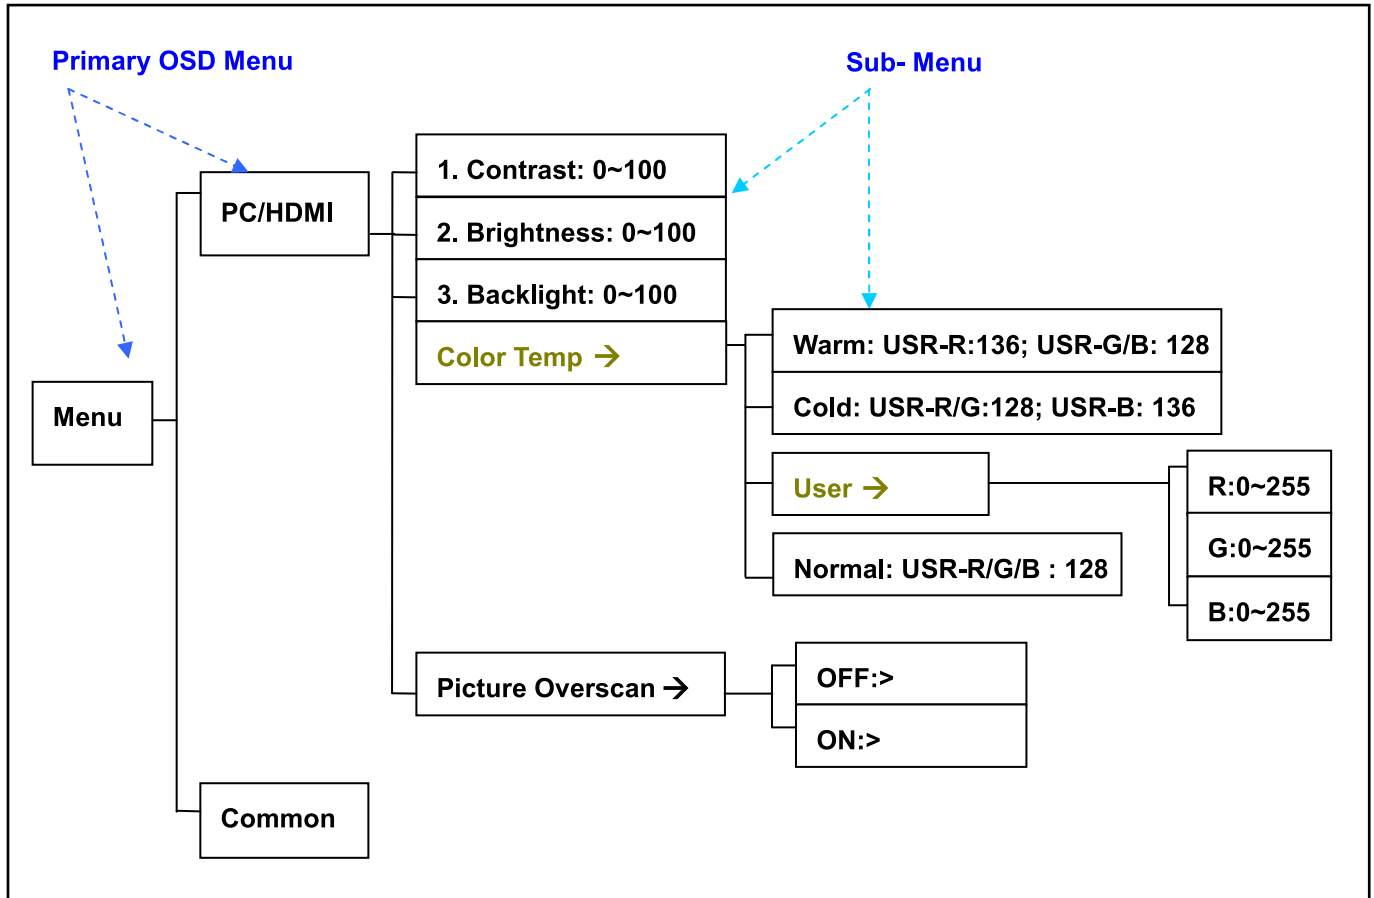 Primary OSD Menu
Sub- Menu
1. Contrast: 0~100
PC/HDMI
2. Brightness: 0~100
3. Backlight: 0~100
Color Temp →
Warm: USR-R:136; USR-G/B: 128
Menu
Cold: USR-R/G:128; USR-B: 136
User →
R:0~255
G:0~255
Normal: USR-R/G/B : 128
B:0~255
Picture Overscan →
OFF:>
ON:>
Common